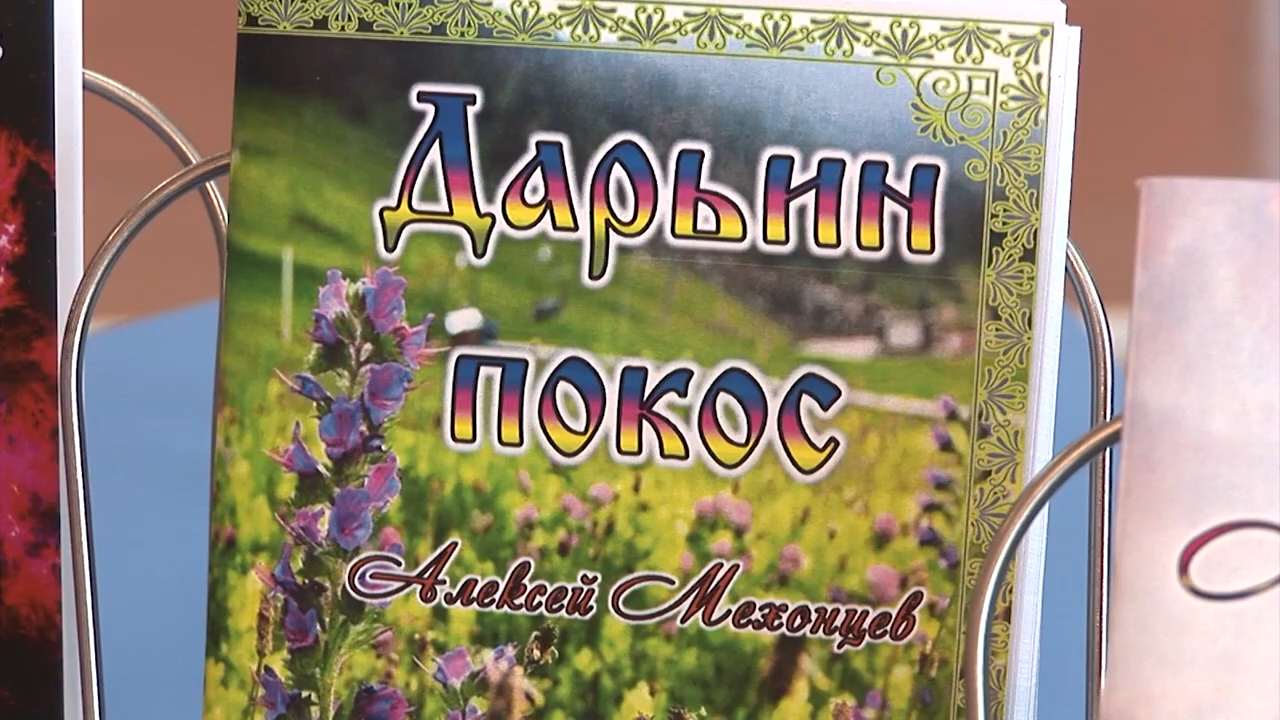 Дарьин
покос
Алексей Мехонцев